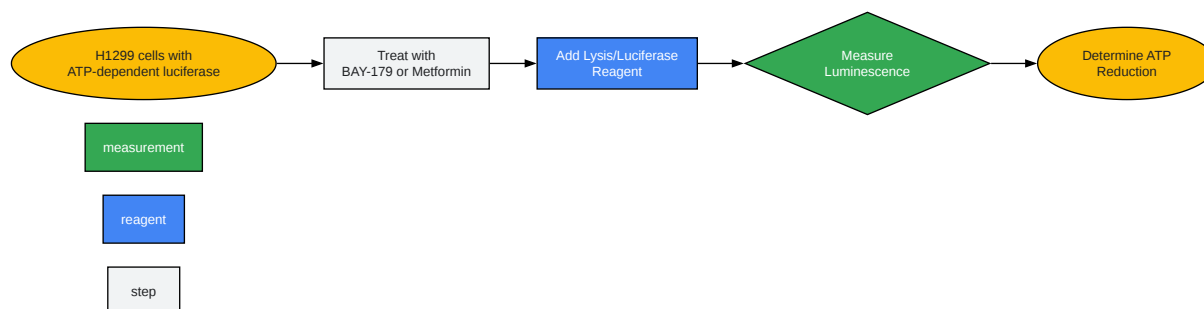 H1299 cells with
ATP-dependent luciferase
Treat with
BAY-179 or Metformin
Add Lysis/Luciferase
Reagent
Measure
Luminescence
Determine ATP
Reduction
measurement
reagent
step